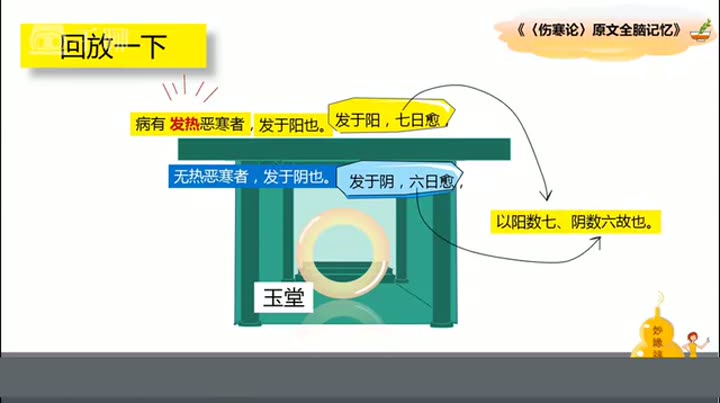 回放一下
《〈伤寒论〉原文全脑记忆》
病有 发热恶寒者，发于阳也。发于阳，七日愈，
无热恶寒者，发于阴也。发于阴，六日愈，
以阳数七、阴数六故也。
玉堂